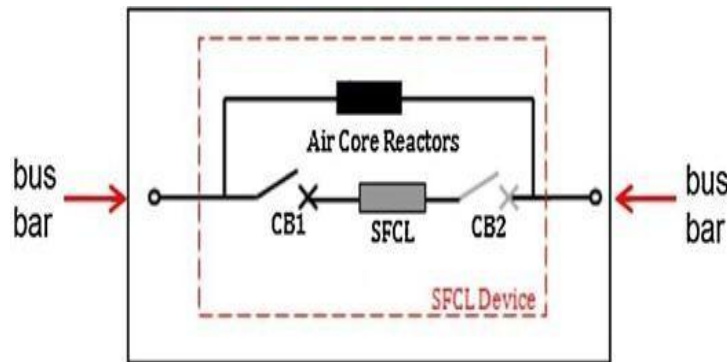 Air Core Reactors
bus
bar
CB1
SFCL
CB2
bus
bar
SFCL Device